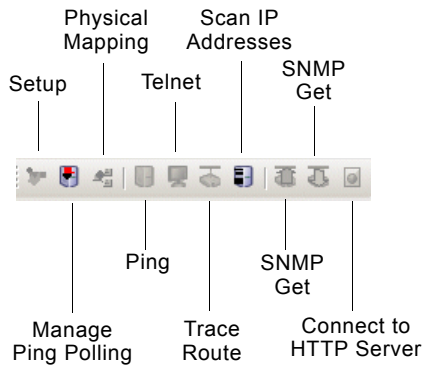 Physical
Mapping
Scan IP
Addresses
Setup
Telnet
SNMP
Get
Ping
SNMP
Get
Manage
Ping Polling
Trace
Route
Connect to
HTTP Server